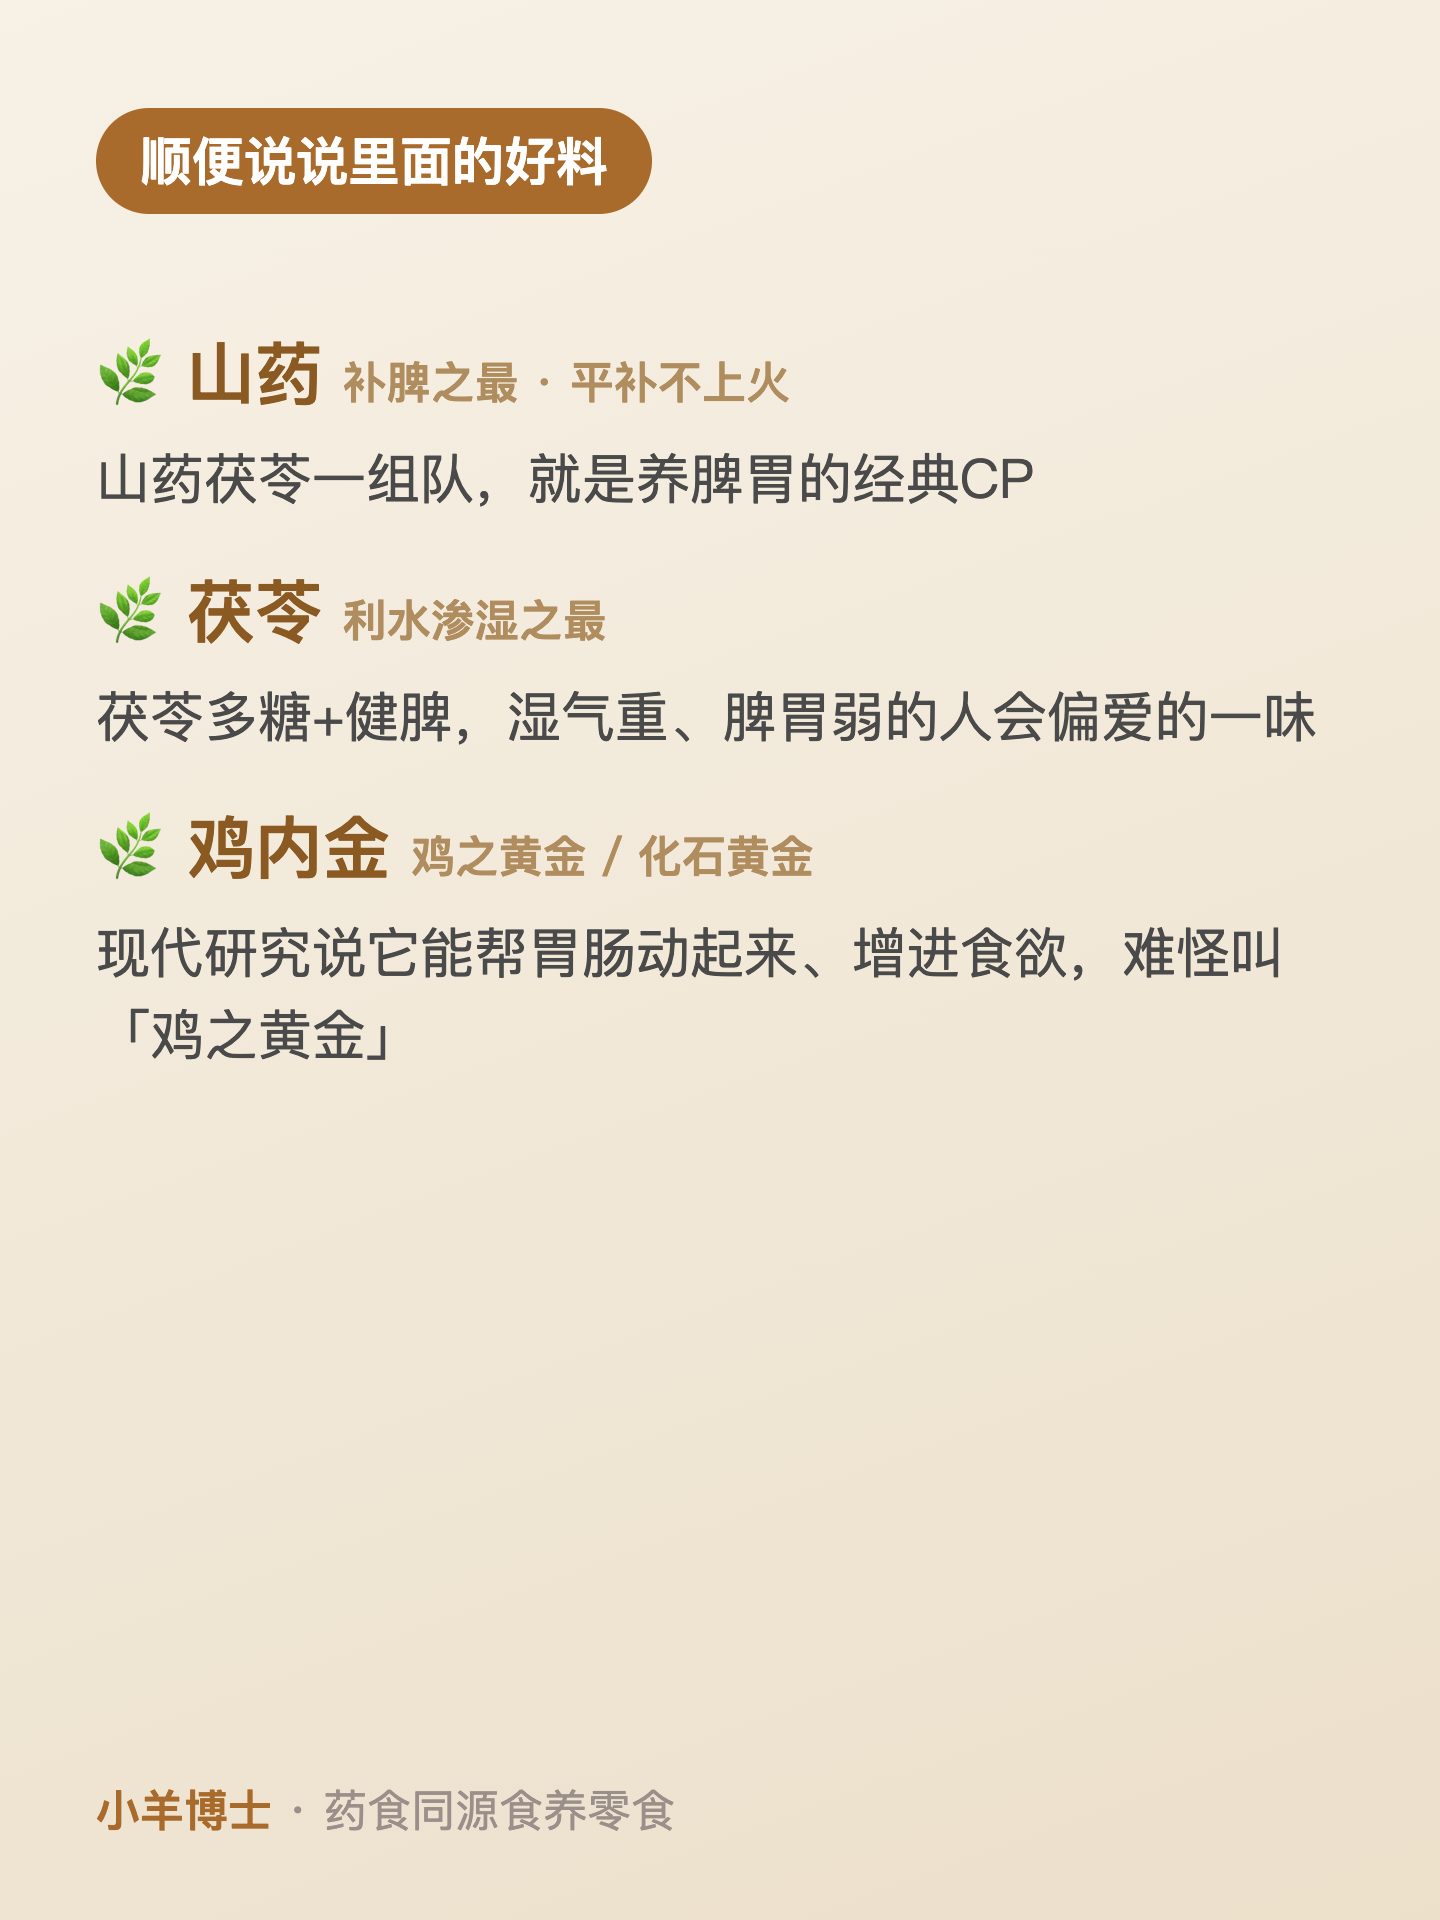 顺便说说里面的好料
🌿 山药 补脾之最 · 平补不上火
山药茯苓一组队，就是养脾胃的经典CP
🌿 茯苓 利水渗湿之最
茯苓多糖+健脾，湿气重、脾胃弱的人会偏爱的一味
🌿 鸡内金 鸡之黄金 / 化石黄金
现代研究说它能帮胃肠动起来、增进食欲，难怪叫
「鸡之黄金」
小羊博士 · 药食同源食养零食